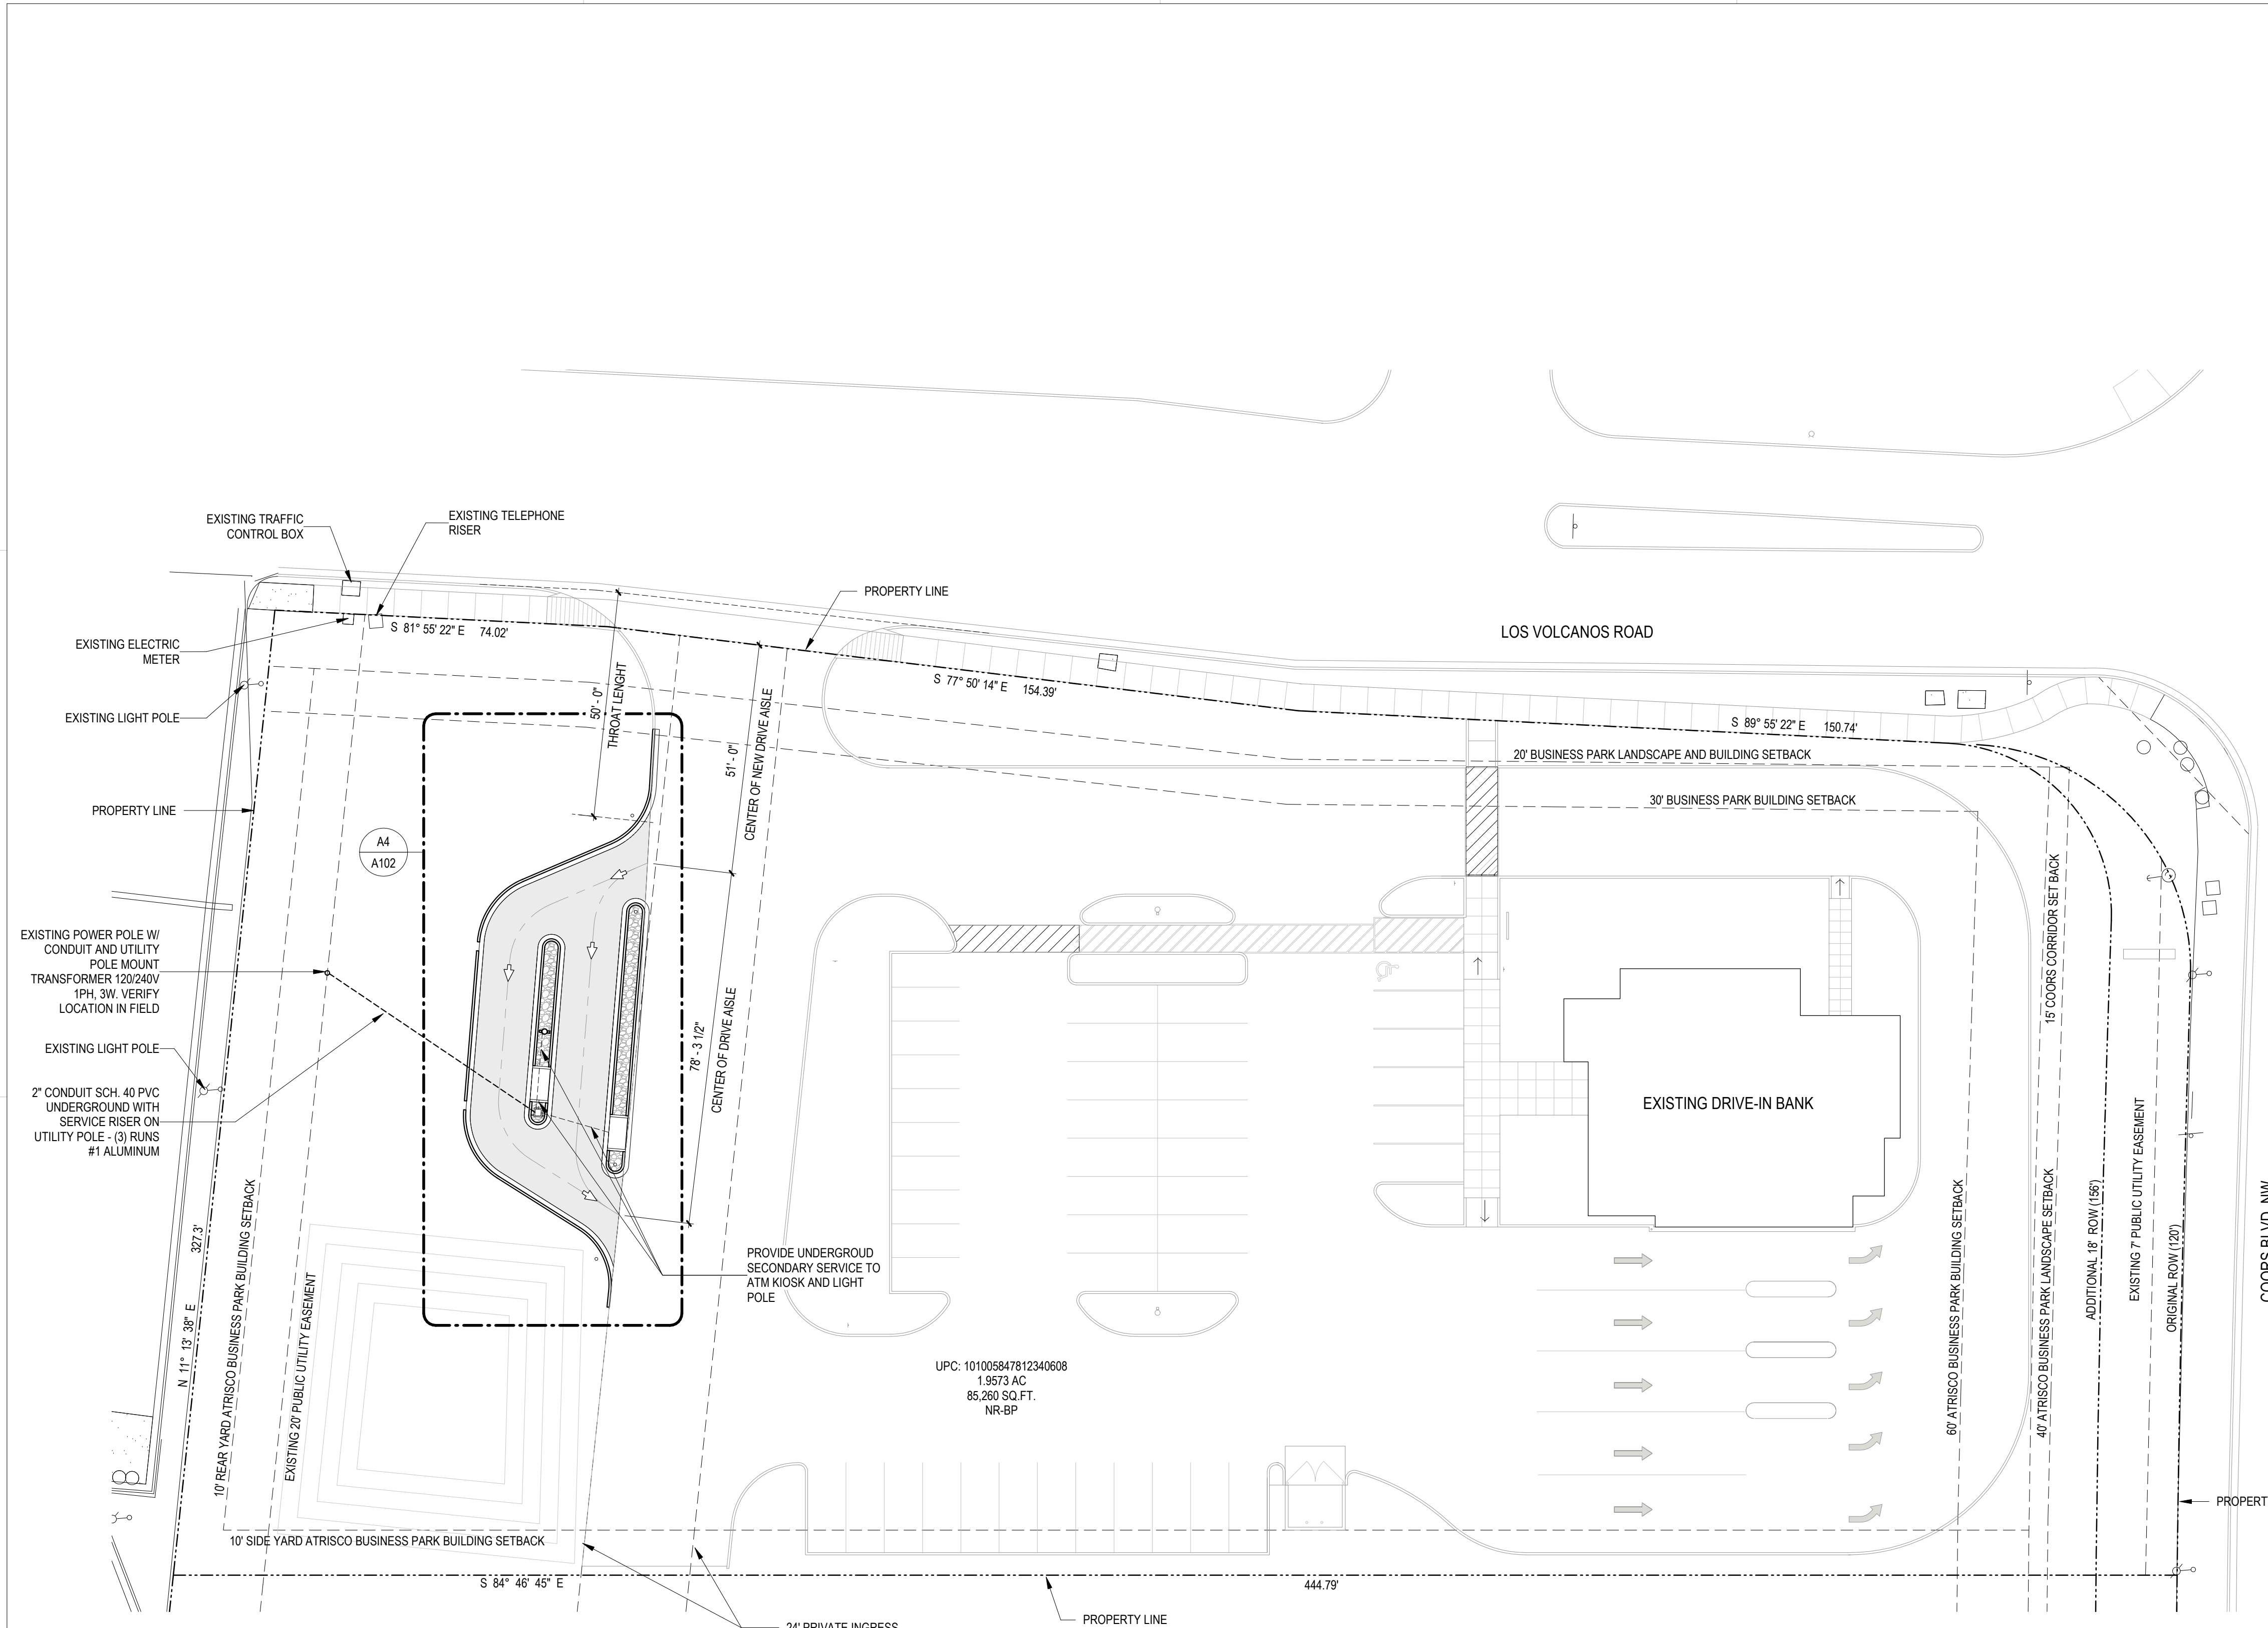 EXISTING TRAFFIC
CONTROL BOX
EXISTING TELEPHONE
RISER
PROPERTY LINE
LOS VOLCANOS ROAD
S 81° 55' 22" E 74.02'
EXISTING ELECTRIC
METER
EXISTING LIGHT POLE
PROPERTY LINE
50' - 0"
THROAT LENGHT
51' - 0"
CENTER OF NEW DRIVE AISLE
S 77° 50' 14" E 154.39'
S 89° 55' 22" E 150.74'
20' BUSINESS PARK LANDSCAPE AND BUILDING SETBACK
30' BUSINESS PARK BUILDING SETBACK
A4
A102
EXISTING POWER POLE W/
CONDUIT AND UTILITY
POLE MOUNT
TRANSFORMER 120/240V
1PH, 3W. VERIFY
LOCATION IN FIELD
EXISTING LIGHT POLE
2" CONDUIT SCH. 40 PVC
UNDERGROUND WITH
SERVICE RISER ON
UTILITY POLE - (3) RUNS
#1 ALUMINUM
78' - 3 1/2"
CENTER OF DRIVE AISLE
PROVIDE UNDERGROUD
SECONDARY SERVICE TO
ATM KIOSK AND LIGHT
POLE
EXISTING DRIVE-IN BANK
15' COORS CORRIDOR SET BACK
60' ATRISCO BUSINESS PARK BUILDING SETBACK
40' ATRISCO BUSINESS PARK LANDSCAPE SETBACK
ADDITIONAL 18' ROW (156')
EXISTING 7' PUBLIC UTILITY EASEMENT
ORIGINAL ROW (120')
COORS BLVD. NW
N 11° 13' 38" E 327.3'
10' REAR YARD ATRISCO BUSINESS PARK BUILDING SETBACK
EXISTING 20' PUBLIC UTILITY EASEMENT
UPC: 101005847812340608
1.9573 AC
85,260 SQ.FT.
NR-BP
10' SIDE YARD ATRISCO BUSINESS PARK BUILDING SETBACK
S 84° 46' 45" E
444.79'
PROPERT
PROPERTY LINE
24' PRIVATE INGRESS